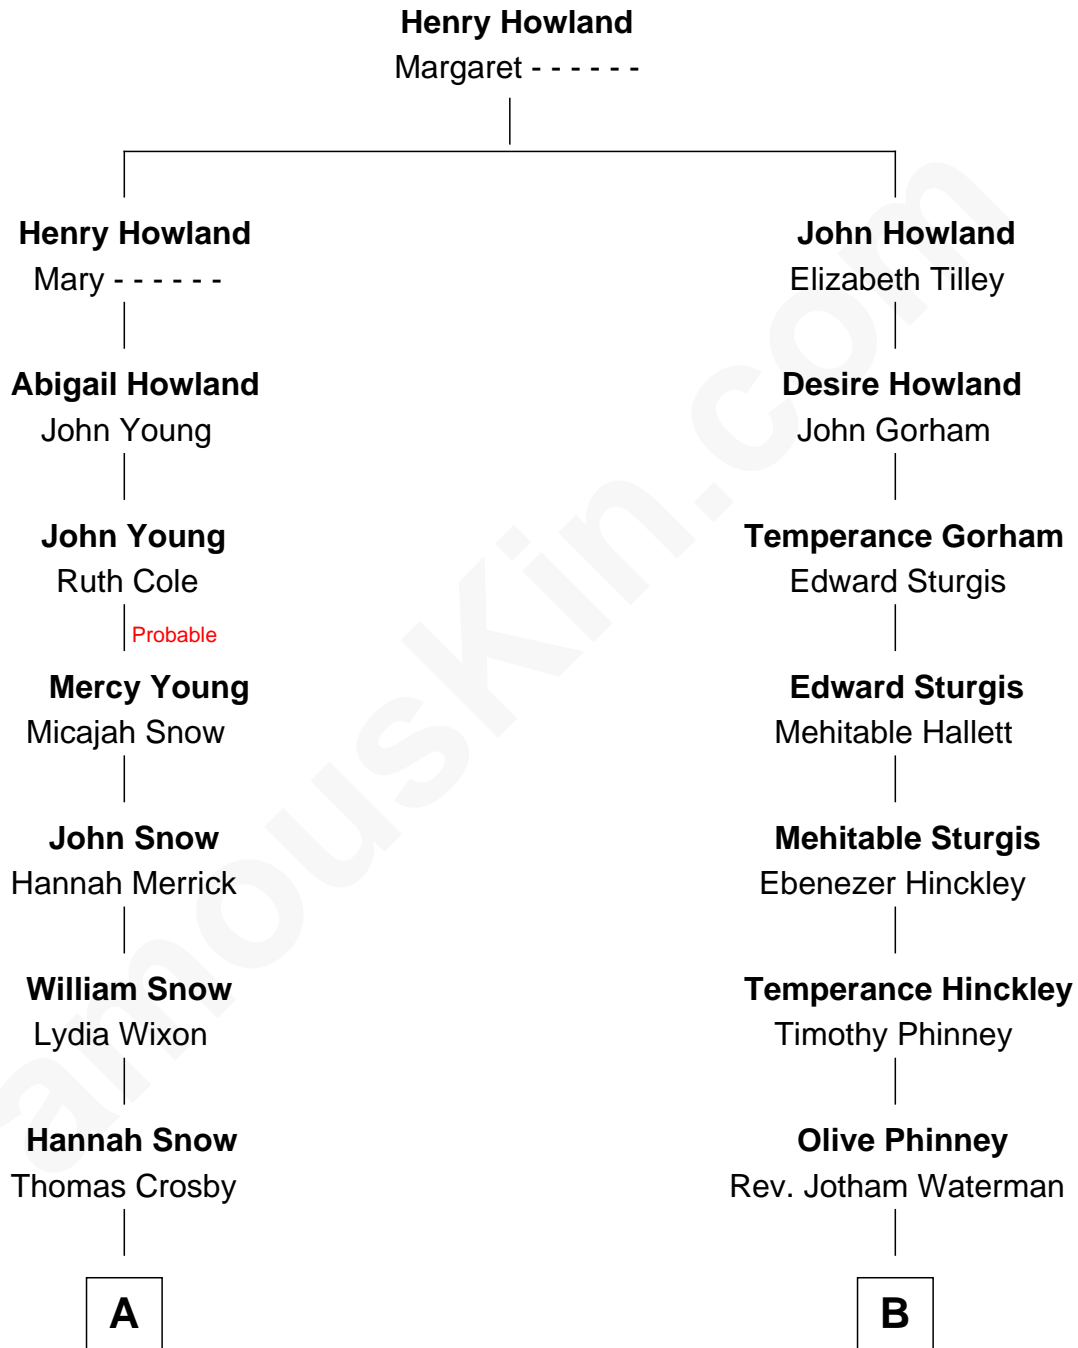 Henry Howland
Margaret - - - - - -
Henry Howland
Mary - - - - - -
John Howland
Elizabeth Tilley
Abigail Howland
John Young
Desire Howland
John Gorham
John Young
Ruth Cole
Temperance Gorham
Edward Sturgis
Probable
Mercy Young
Micajah Snow
Edward Sturgis
Mehitable Hallett
John Snow
Hannah Merrick
Mehitable Sturgis
Ebenezer Hinckley
William Snow
Lydia Wixon
Temperance Hinckley
Timothy Phinney
Hannah Snow
Thomas Crosby
Olive Phinney
Rev. Jotham Waterman
A
B
amouskin.com